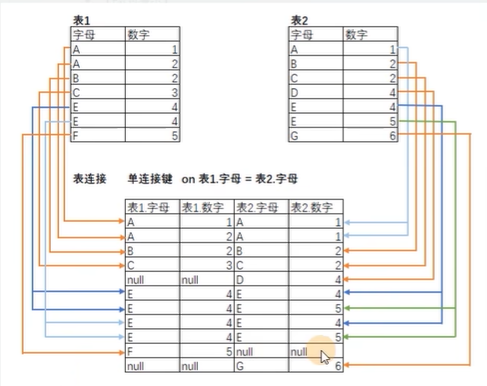 表1
字母 数字
A 1
A 2
B 2
C 3
E 4
E 4
F 5
表2
字母 数字
A 1
B 2
C 2
D 4
E 4
E 5
G 6
表连接 单连接键 on 表1.字母 = 表2.字母
表1.字母 表1.数字 表2.字母 表2.数字
A 1 A 1
A 2 A 1
B 2 B 2
C 3 C 2
null null D 4
E 4 E 4
E 4 E 5
E 4 E 4
E 4 E 5
F 5 null null
null null G 6